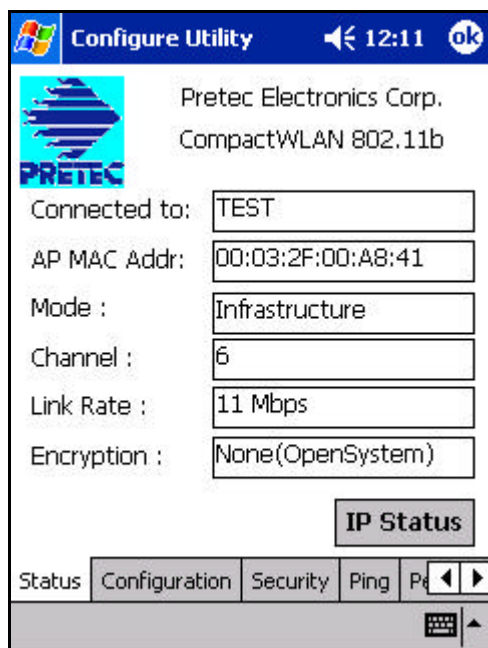 Configure Utility 12:11 ok
Pretec Electronics Corp.
CompactWLAN 802.11b
PRETEC
Connected to: TEST
AP MAC Addr: 00:03:2F:00:A8:41
Mode : Infrastructure
Channel : 6
Link Rate : 11 Mbps
Encryption : None(OpenSystem)
IP Status
Status Configuration Security Ping